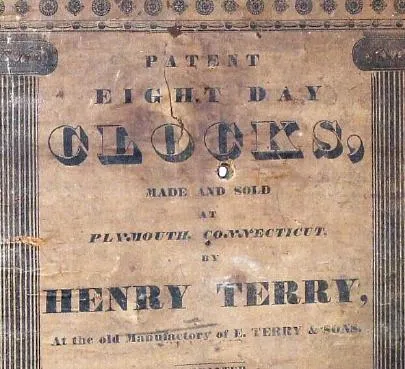 PATENT
EIGHT DAY
CLOCKS,
MADE AND SOLD
AT
PLYMOUTH, CONNECTICUT,
BY
HENRY TERRY,
At the old Manufactory of E. TERRY & SONS.